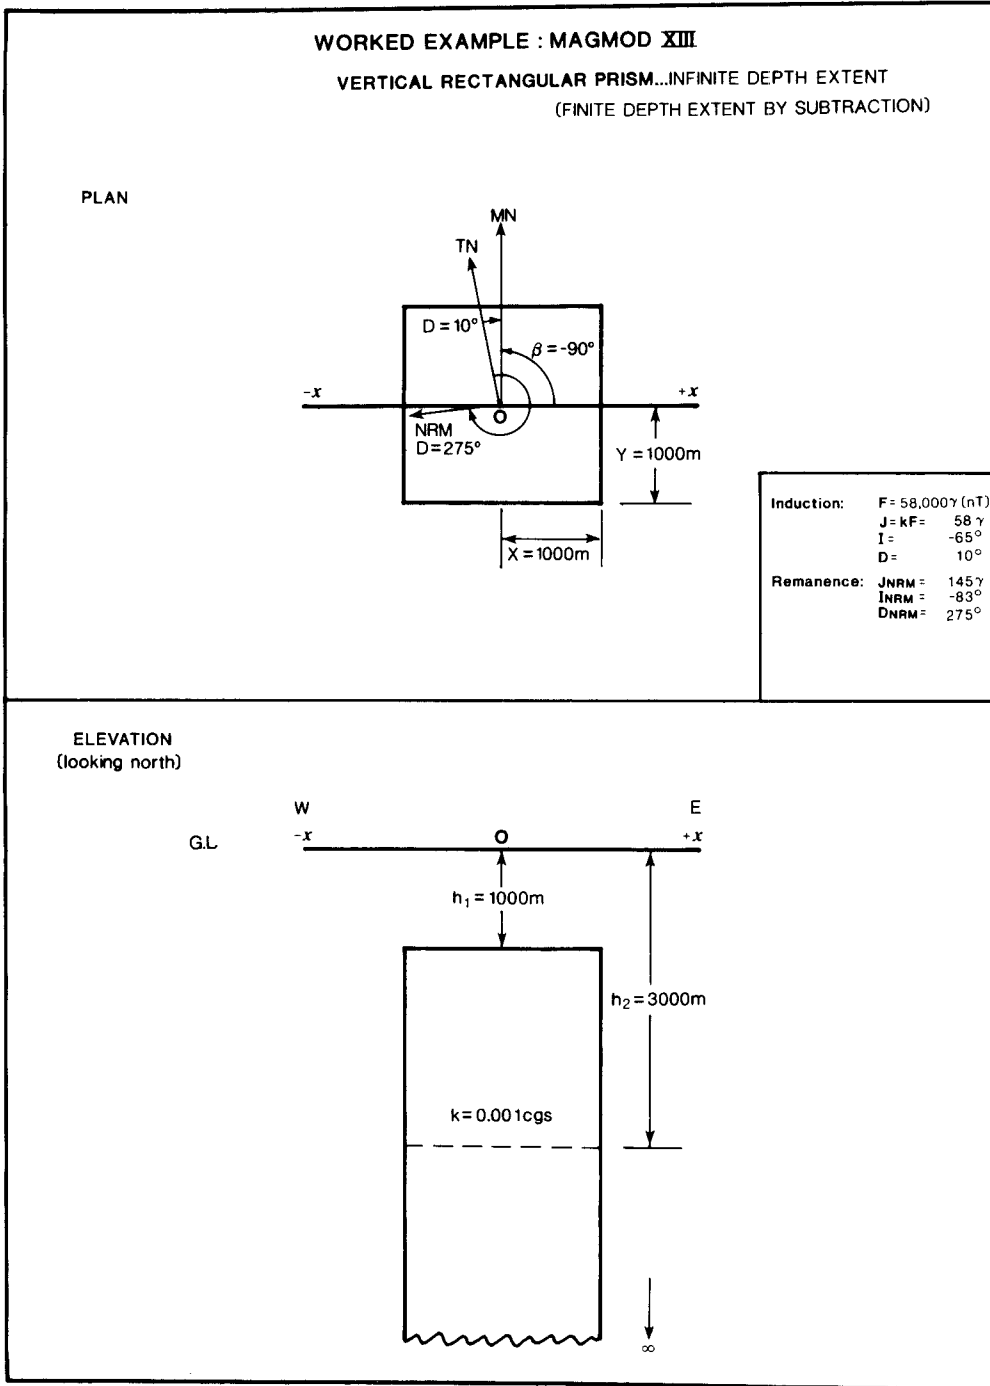 WORKED EXAMPLE : MAGMOD XIII
VERTICAL RECTANGULAR PRISM...INFINITE DEPTH EXTENT
(FINITE DEPTH EXTENT BY SUBTRACTION)
PLAN
MN
TN
D = 10°
β = -90°
-x
+x
O
NRM
D=275°
Y = 1000m
X = 1000m
Induction: F = 58,000γ (nT)
J = kF = 58 γ
I = -65°
D = 10°
Remanence: JNRM = 145γ
INRM = -83°
DNRM = 275°
ELEVATION
(looking north)
W
E
-x
O
+x
G.L
h₁ = 1000m
h₂ = 3000m
k = 0.001cgs
∞